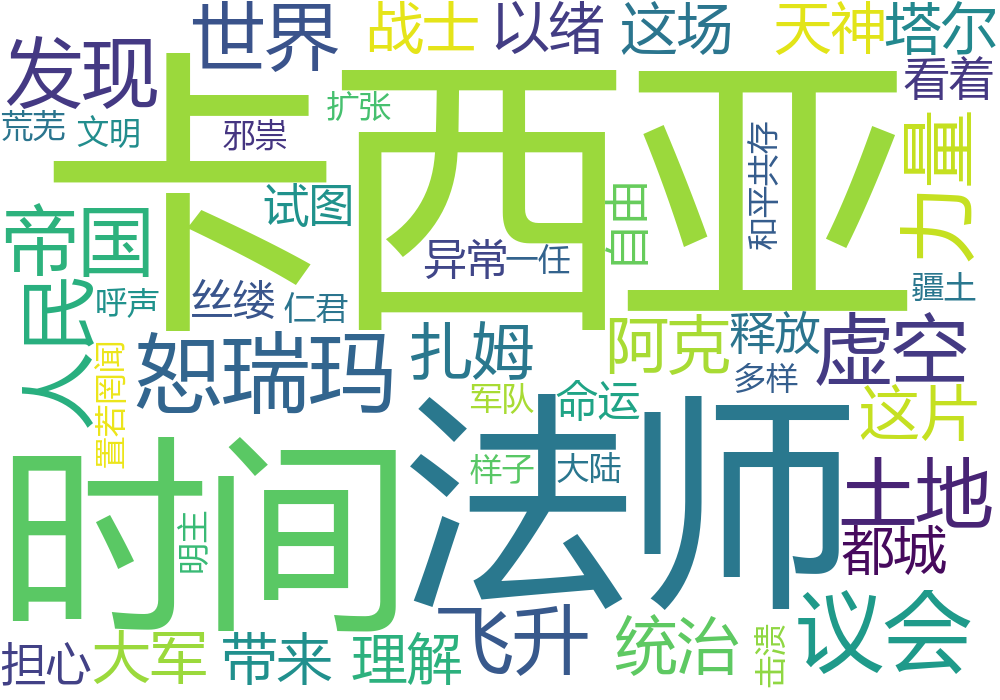 世界
战士
以绪
这场
天神
塔尔
发现
看着
荒芜
文明
邪祟
扩张
卡西亚
和平共存
力量
试图
自由
帝国
异常
一任
人民
呼声
丝缕
仁君
疆土
恕瑞玛
扎姆
阿克
释放
虚空
多样
置若罔闻
军队
命运
这片
时间
法师
样子
大陆
土地
明主
都城
飞升
议会
担心
大军
带来
理解
统治
击溃